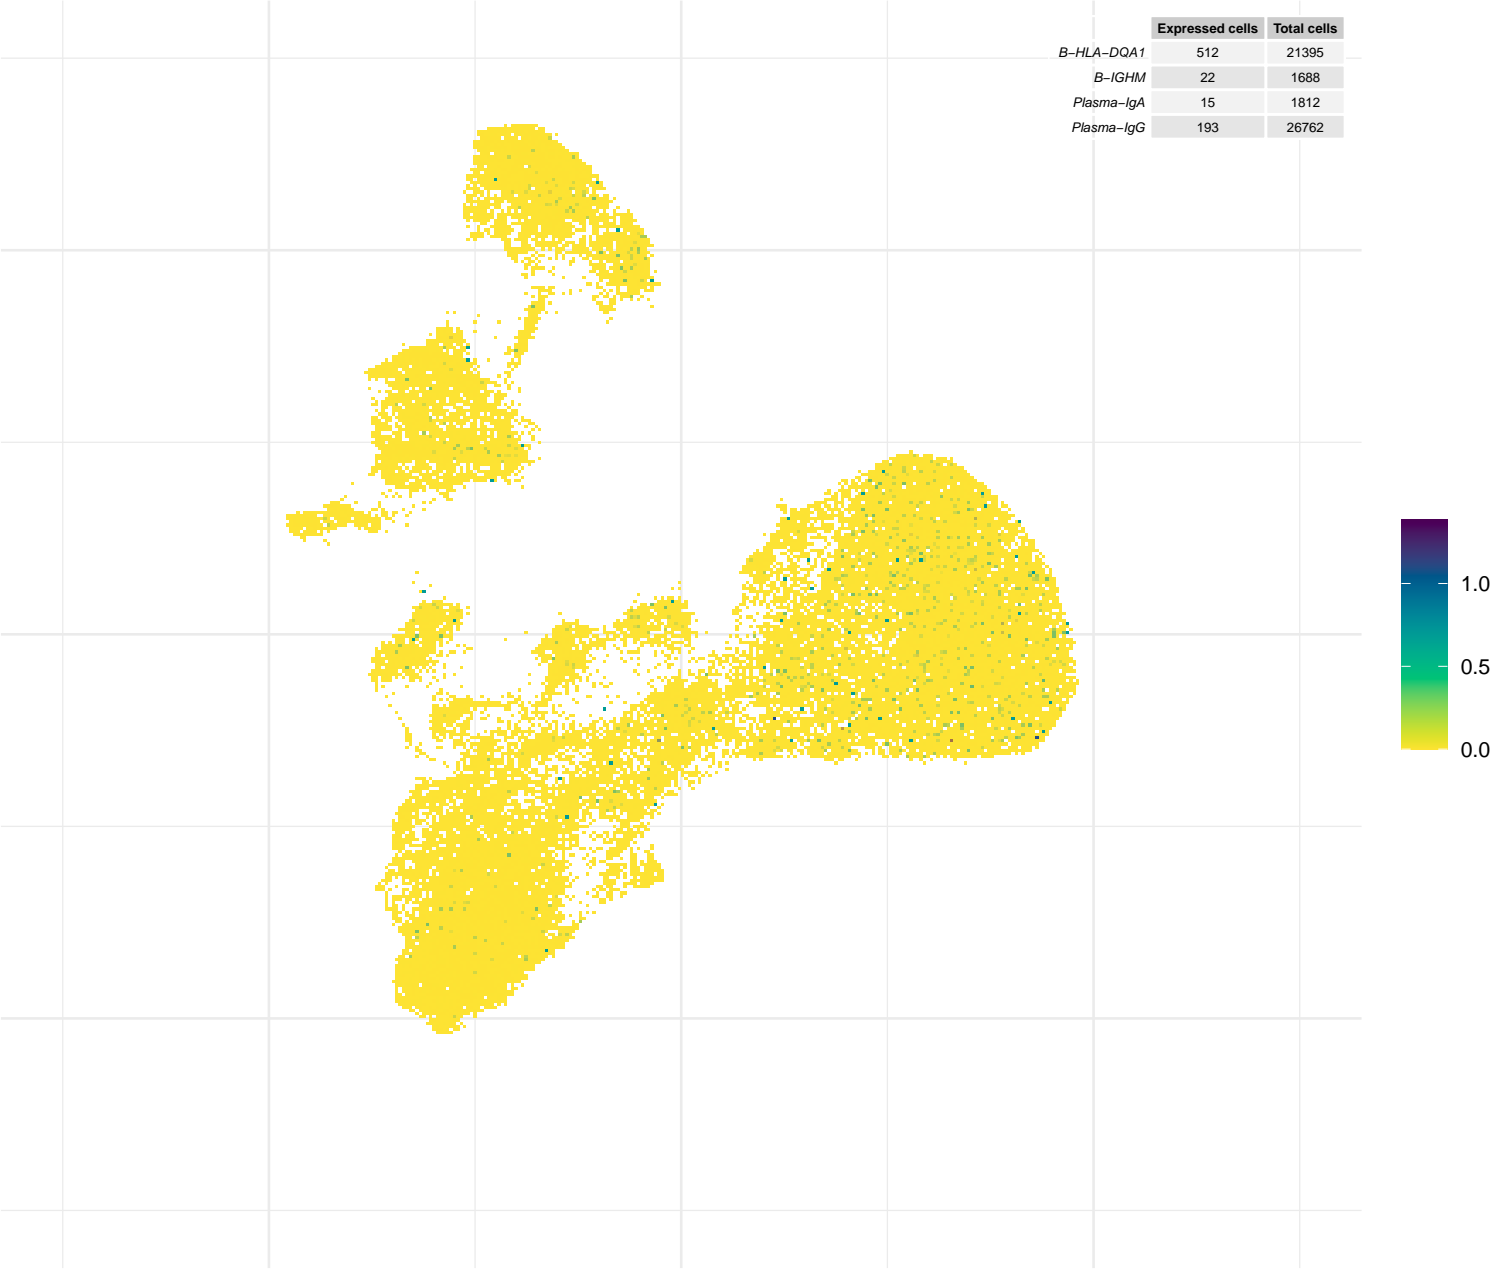 Expressed cells Total cells
B−HLA−DQA1 512 21395
B−IGHM 22 1688
Plasma−IgA 15 1812
Plasma−IgG 193 26762
1.0
0.5
0.0